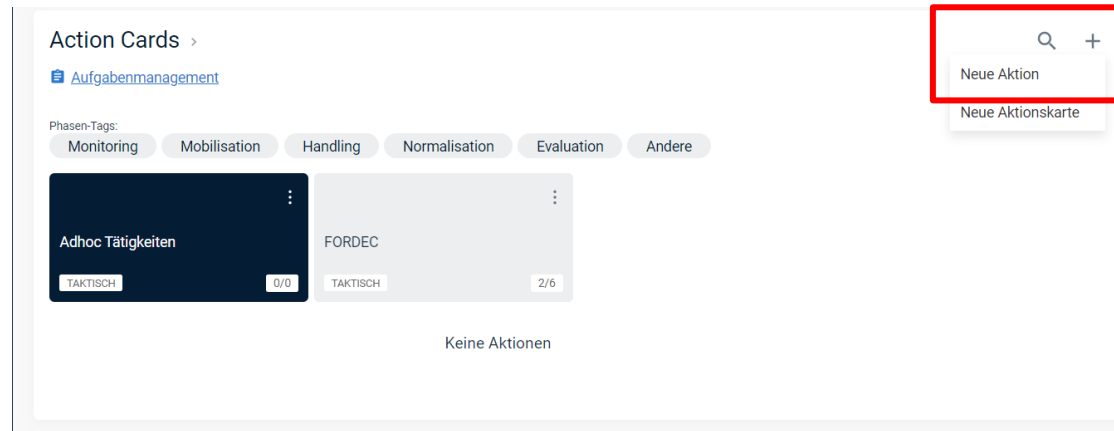 Action Cards ›
Aufgabenmanagement
Neue Aktion
Neue Aktionskarte
Phasen-Tags:
Monitoring Mobilisation Handling Normalisation Evaluation Andere
Adhoc Tätigkeiten
TAKTISCH 0/0
FORDEC
TAKTISCH 2/6
Keine Aktionen